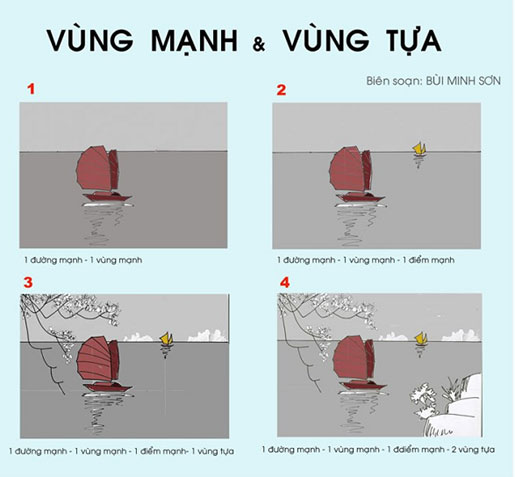 VÙNG MẠNH & VÙNG TỰA
Biên soạn: BÙI MINH SƠN
1
2
1 đường mạnh - 1 vùng mạnh
1 đường mạnh - 1 vùng mạnh - 1 điểm mạnh
3
4
1 đường mạnh - 1 vùng mạnh - 1 điểm mạnh- 1 vùng tựa
1 đường mạnh - 1 vùng mạnh - 1 đdiểm mạnh - 2 vùng tựa